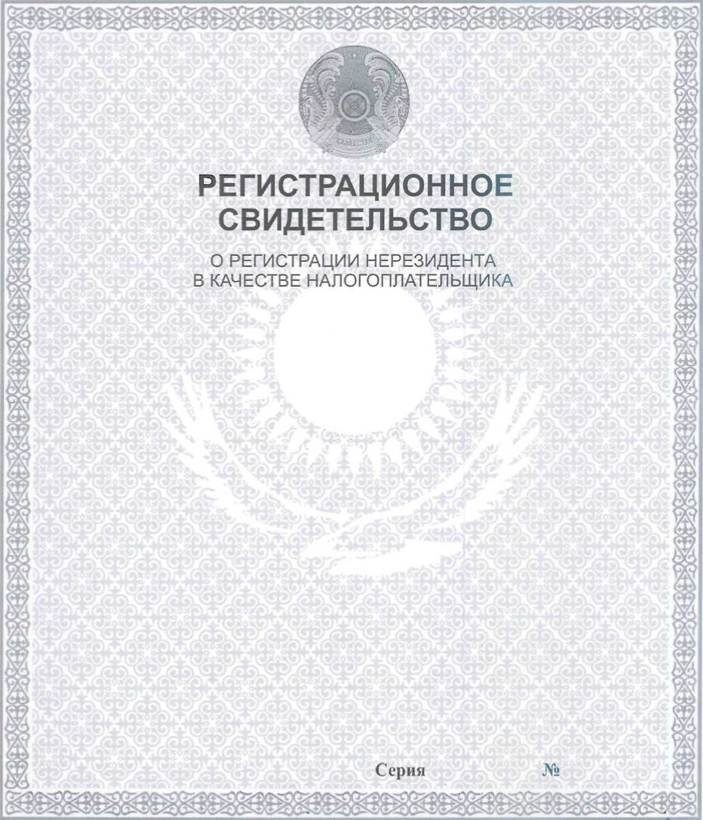 РЕГИСТРАЦИОННОЕ
СВИДЕТЕЛЬСТВО
О РЕГИСТРАЦИИ НЕРЕЗИДЕНТА
В КАЧЕСТВЕ НАЛОГОПЛАТЕЛЬЩИКА
Серия №